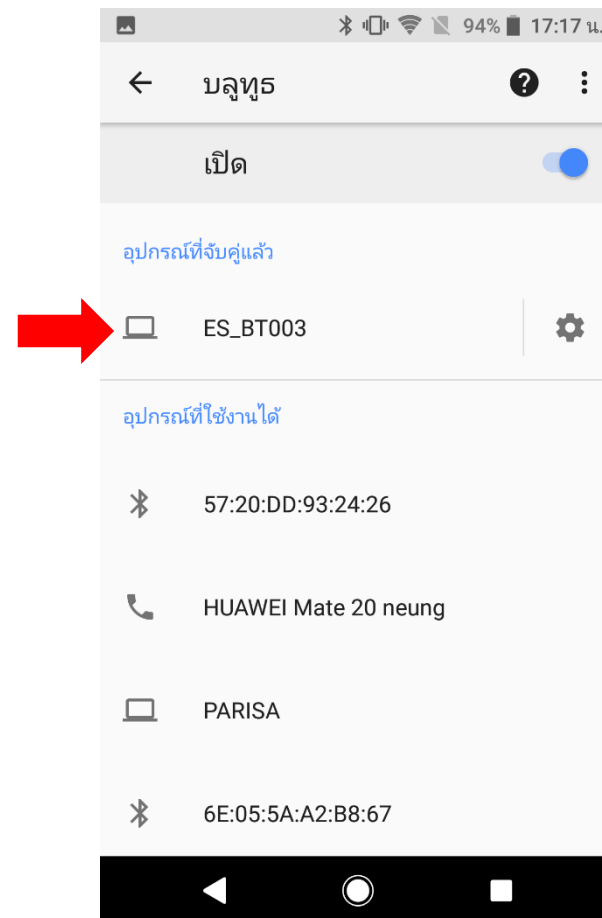 94% 17:17 น.
บลูทูธ
เปิด
อุปกรณ์ที่จับคู่แล้ว
ES_BT003
อุปกรณ์ที่ใช้งานได้
57:20:DD:93:24:26
HUAWEI Mate 20 neung
PARISA
6E:05:5A:A2:B8:67